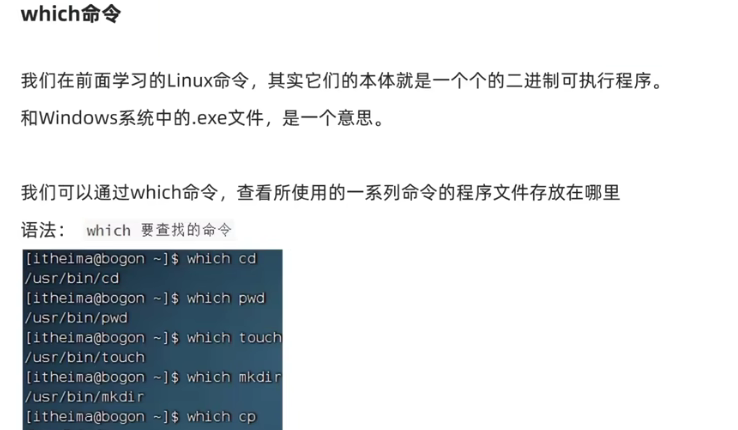 which命令
我们在前面学习的Linux命令，其实它们的本体就是一个个的二进制可执行程序。
和Windows系统中的.exe文件，是一个意思。
我们可以通过which命令，查看所使用的一系列命令的程序文件存放在哪里
语法： which 要查找的命令
[itheima@bogon ~]$ which cd
/usr/bin/cd
[itheima@bogon ~]$ which pwd
/usr/bin/pwd
[itheima@bogon ~]$ which touch
/usr/bin/touch
[itheima@bogon ~]$ which mkdir
/usr/bin/mkdir
[itheima@bogon ~]$ which cp